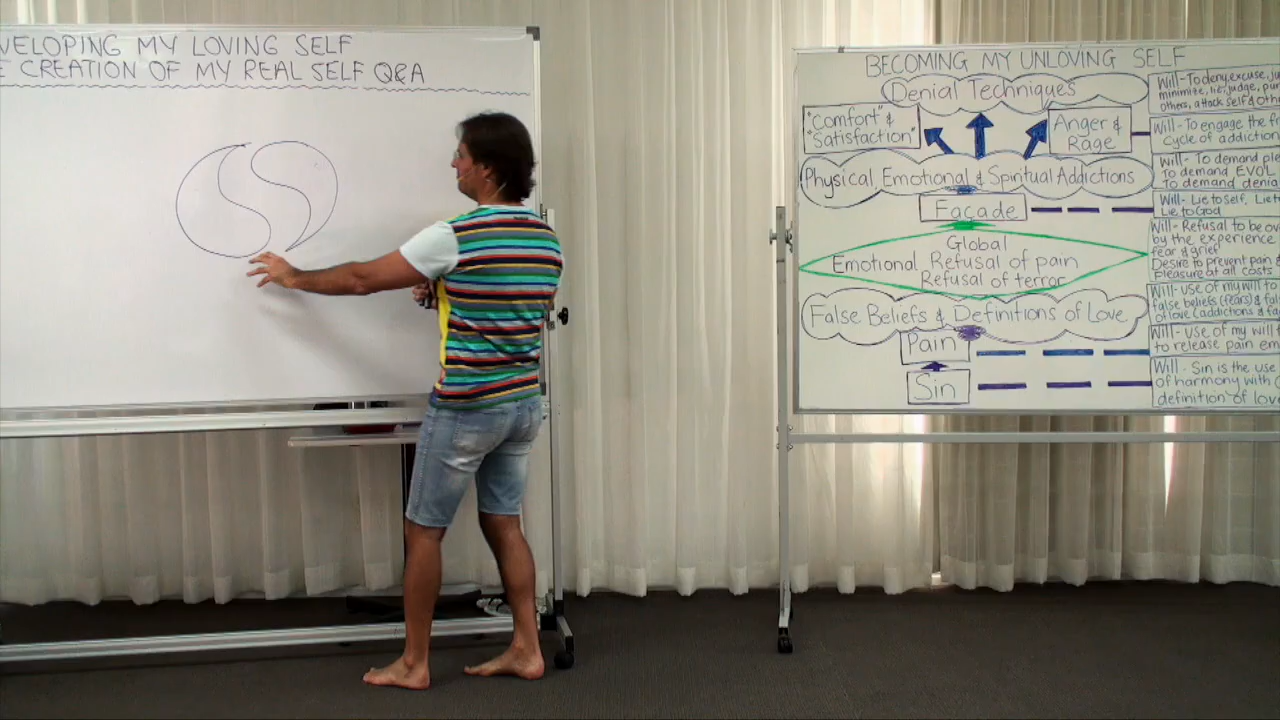 VELOPING MY LOVING SELF
E CREATION OF MY REAL SELF Q&A
BECOMING MY UNLOVING SELF
Denial Techniques
"Comfort" &
"Satisfaction"
Anger &
Rage
Physical, Emotional & Spiritual Addictions
Façade
Global
Emotional Refusal of pain
Refusal of terror
False Beliefs & Definitions of Love
Pain
Sin
Will - To deny, excuse, ju
minimise, lie, judge, pun
others, attack self & othe
Will - To engage the f
cycle of addiction
Will - To demand ple
To demand EVOL
To demand denia
Will - Lie to self, Lie t
Lie to God
Will - Refusal to be ov
by the experience
fear & grief
Desire to prevent pain &
pleasure at all costs
Will - use of my will to
false beliefs (fears) & fa
of love (addictions & fa
Will - use of my will
to release pain em
Will - Sin is the use
of harmony with G
definition of love